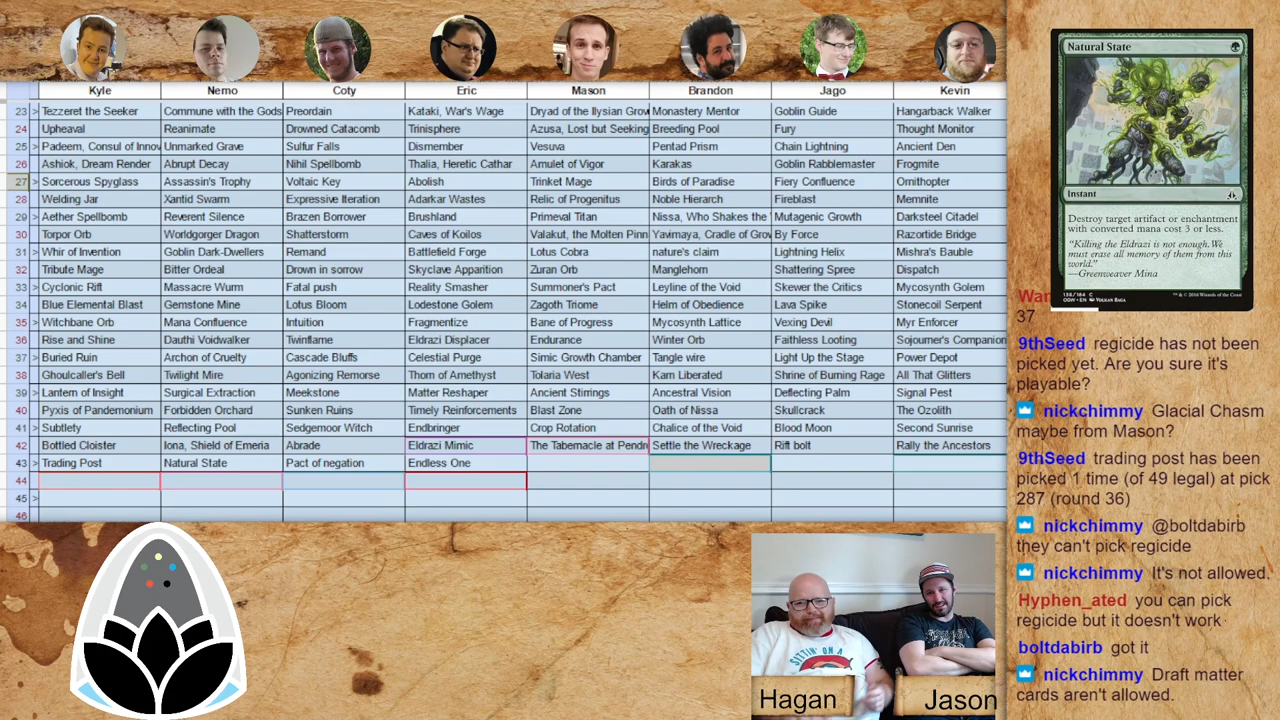 Kyle Nemo Coty Eric Mason Brandon Jago Kevin
23 > Tezzeret the Seeker Commune with the Gods Preordain Kataki, War's Wage Dryad of the Ilysian Grov Monastery Mentor Goblin Guide Hangarback Walker
24 Upheaval Reanimate Drowned Catacomb Trinisphere Azusa, Lost but Seeking Breeding Pool Fury Thought Monitor
25 > Padeem, Consul of Innov Unmarked Grave Sulfur Falls Dismember Vesuva Pentad Prism Chain Lightning Ancient Den
26 Ashiok, Dream Render Abrupt Decay Nihil Spellbomb Thalia, Heretic Cathar Amulet of Vigor Karakas Goblin Rabblemaster Frogmite
27 > Sorcerous Spyglass Assassin's Trophy Voltaic Key Abolish Trinket Mage Birds of Paradise Fiery Confluence Ornithopter
28 Welding Jar Xantid Swarm Expressive Iteration Adarkar Wastes Relic of Progenitus Noble Hierarch Fireblast Memnite
29 > Aether Spellbomb Reverent Silence Brazen Borrower Brushland Primeval Titan Nissa, Who Shakes the Mutagenic Growth Darksteel Citadel
30 Torpor Orb Worldgorger Dragon Shatterstorm Caves of Koilos Valakut, the Molten Pinn Yavimaya, Cradle of Grov By Force Razortide Bridge
31 > Whir of Invention Goblin Dark-Dwellers Remand Battlefield Forge Lotus Cobra nature's claim Lightning Helix Mishra's Bauble
32 Tribute Mage Bitter Ordeal Drown in sorrow Skyclave Apparition Zuran Orb Manglehorn Shattering Spree Dispatch
33 > Cyclonic Rift Massacre Wurm Fatal push Reality Smasher Summoner's Pact Leyline of the Void Skewer the Critics Mycosynth Golem
34 Blue Elemental Blast Gemstone Mine Lotus Bloom Lodestone Golem Zagoth Triome Helm of Obedience Lava Spike Stonecoil Serpent
35 > Witchbane Orb Mana Confluence Intuition Fragmentize Bane of Progress Mycosynth Lattice Vexing Devil Myr Enforcer
36 Rise and Shine Dauthi Voidwalker Twinflame Eldrazi Displacer Endurance Winter Orb Faithless Looting Sojourner's Companion
37 > Buried Ruin Archon of Cruelty Cascade Bluffs Celestial Purge Simic Growth Chamber Tangle wire Light Up the Stage Power Depot
38 Ghoulcaller's Bell Twilight Mire Agonizing Remorse Thorn of Amethyst Tolaria West Karn Liberated Shrine of Burning Rage All That Glitters
39 > Lantern of Insight Surgical Extraction Meekstone Matter Reshaper Ancient Stirrings Ancestral Vision Deflecting Palm Signal Pest
40 Pyxis of Pandemonium Forbidden Orchard Sunken Ruins Timely Reinforcements Blast Zone Oath of Nissa Skullcrack The Ozolith
41 > Subtlety Reflecting Pool Sedgemoor Witch Endbringer Crop Rotation Chalice of the Void Blood Moon Second Sunrise
42 Bottled Cloister Iona, Shield of Emeria Abrade Eldrazi Mimic The Tabernacle at Pendre Settle the Wreckage Rift bolt Rally the Ancestors
43 > Trading Post Natural State Pact of negation Endless One
44
45 >
46
Natural State
Instant
Destroy target artifact or enchantment
with converted mana cost 3 or less.
"Killing the Eldrazi is not enough. We
must erase all memory of them from this
world."
—Greenweaver Mina
136/184 C
OGW • EN Volkan Baga
™ & © 2016 Wizards of the Coast
War
37
9thSeed regicide has not been
picked yet. Are you sure it's
playable?
nickchimmy Glacial Chasm
maybe from Mason?
9thSeed trading post has been
picked 1 time (of 49 legal) at pick
287 (round 36)
nickchimmy @boltdabirb
they can't pick regicide
nickchimmy It's not allowed.
Hyphen_ated you can pick
regicide but it doesn't work
boltdabirb got it
nickchimmy Draft matter
cards aren't allowed.
SITTIN' ON A
Hagan
Jason